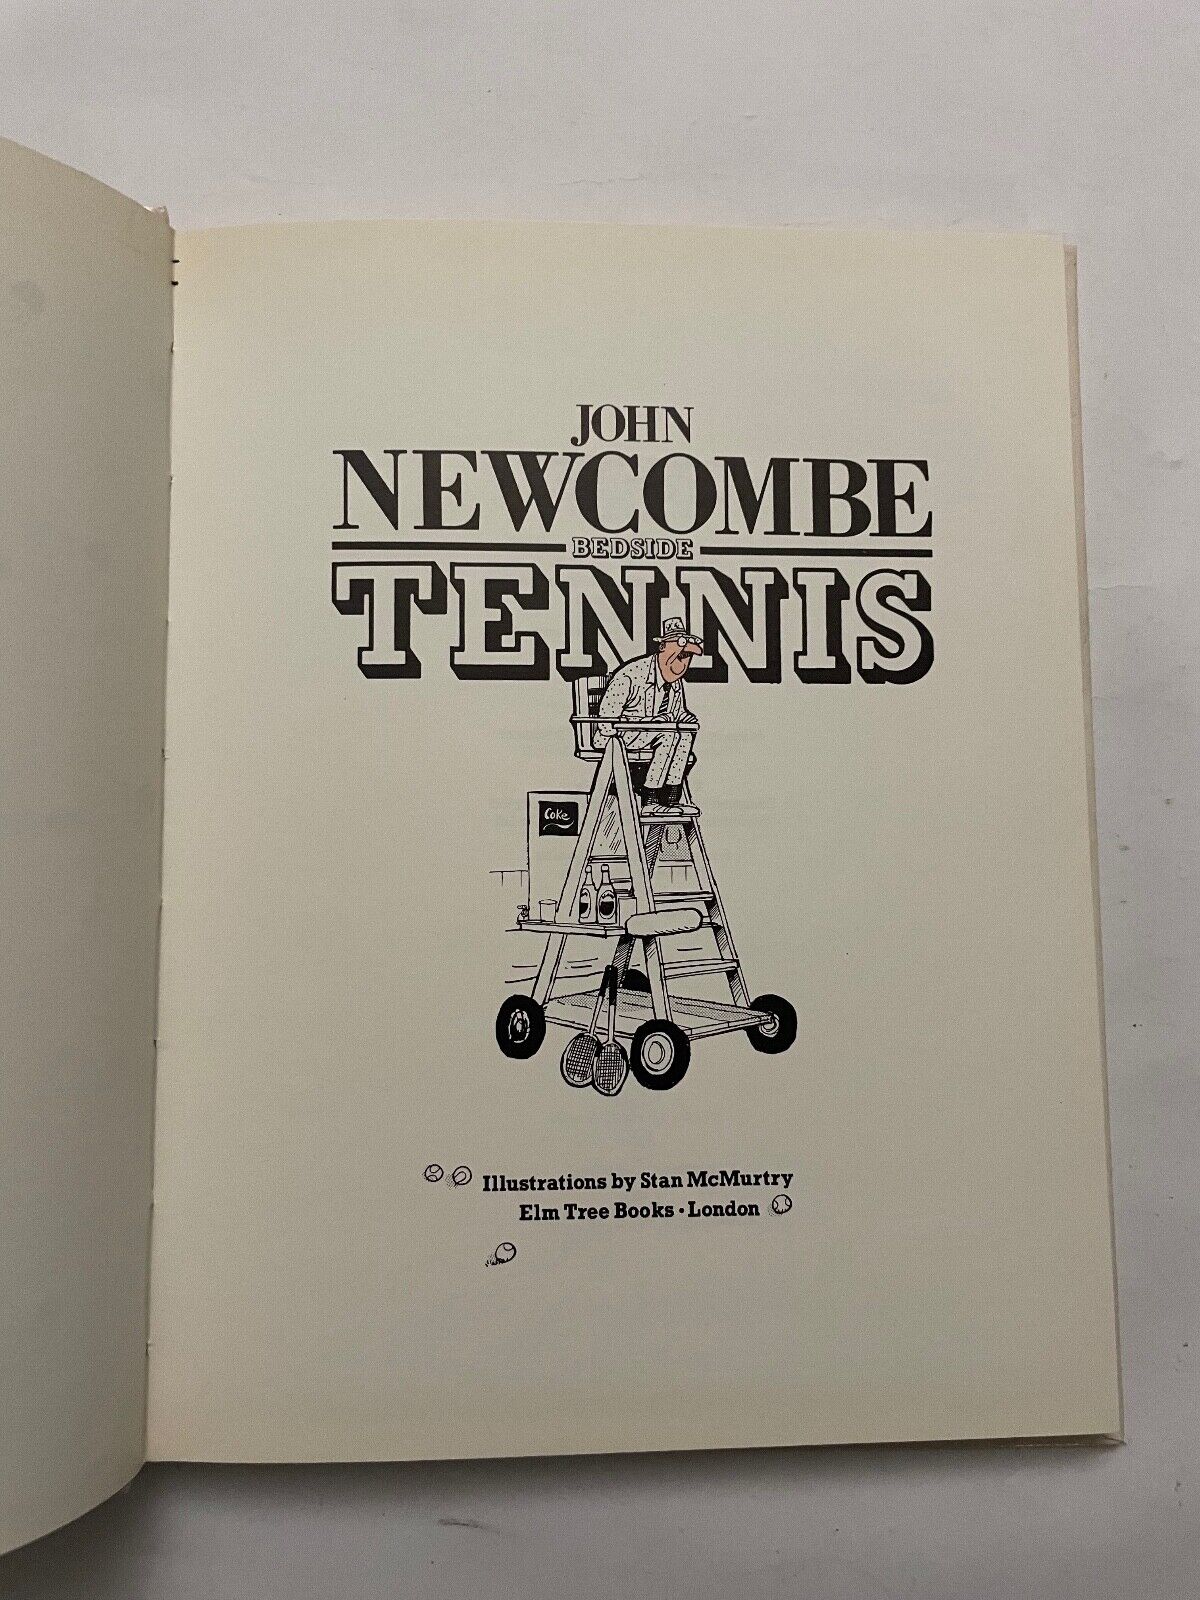 JOHN
NEWCOMBE
BEDSIDE
TENNIS
Coke
Illustrations by Stan McMurtry
Elm Tree Books • London